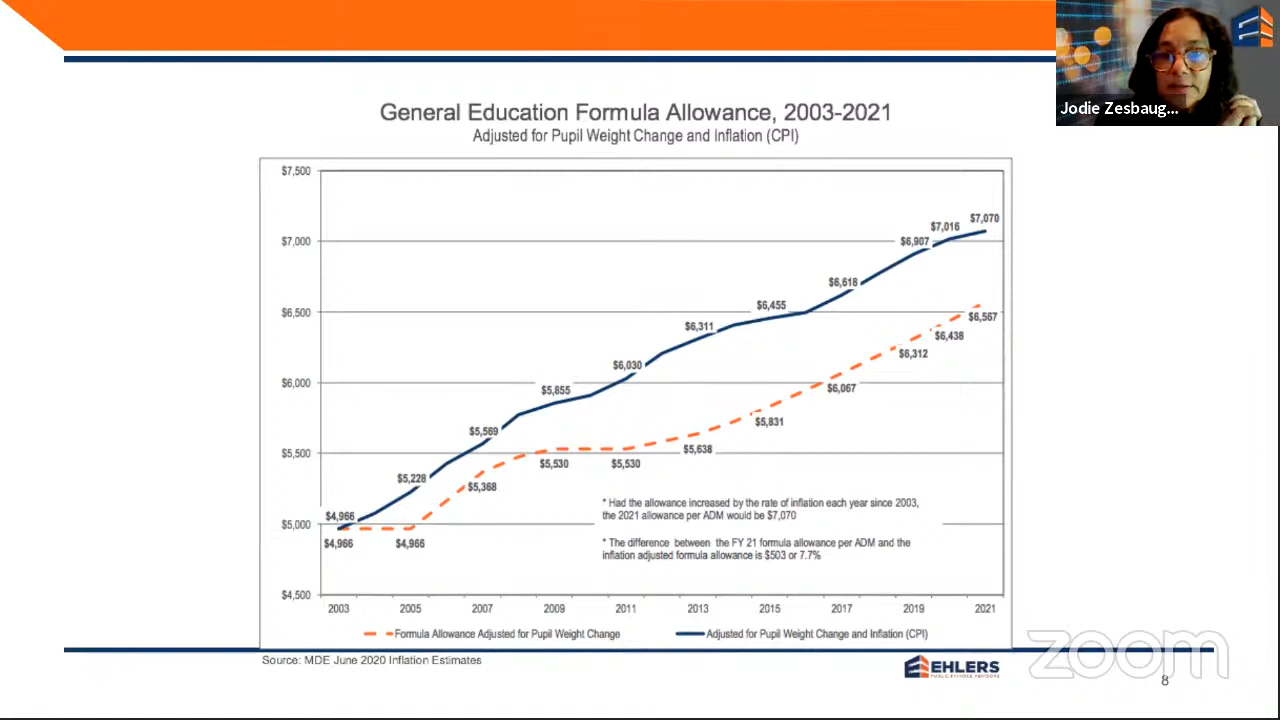 Jodie Zesbaug...
General Education Formula Allowance, 2003-2021
Adjusted for Pupil Weight Change and Inflation (CPI)
$7,500
$7,000
$6,500
$6,000
$5,500
$5,000
$4,500
$4,966
$5,228
$5,569
$5,855
$6,030
$6,311
$6,455
$6,618
$6,907
$7,016
$7,070
$4,966
$4,966
$5,368
$5,530
$5,530
$5,638
$5,831
$6,067
$6,312
$6,438
$6,567
* Had the allowance increased by the rate of inflation each year since 2003,
the 2021 allowance per ADM would be $7,070
* The difference between the FY 21 formula allowance per ADM and the
inflation adjusted formula allowance is $503 or 7.7%
2003 2005 2007 2009 2011 2013 2015 2017 2019 2021
Formula Allowance Adjusted for Pupil Weight Change Adjusted for Pupil Weight Change and Inflation (CPI)
Source: MDE June 2020 Inflation Estimates
EHLERS
PUBLIC FINANCE ADVISORS
zoom
8